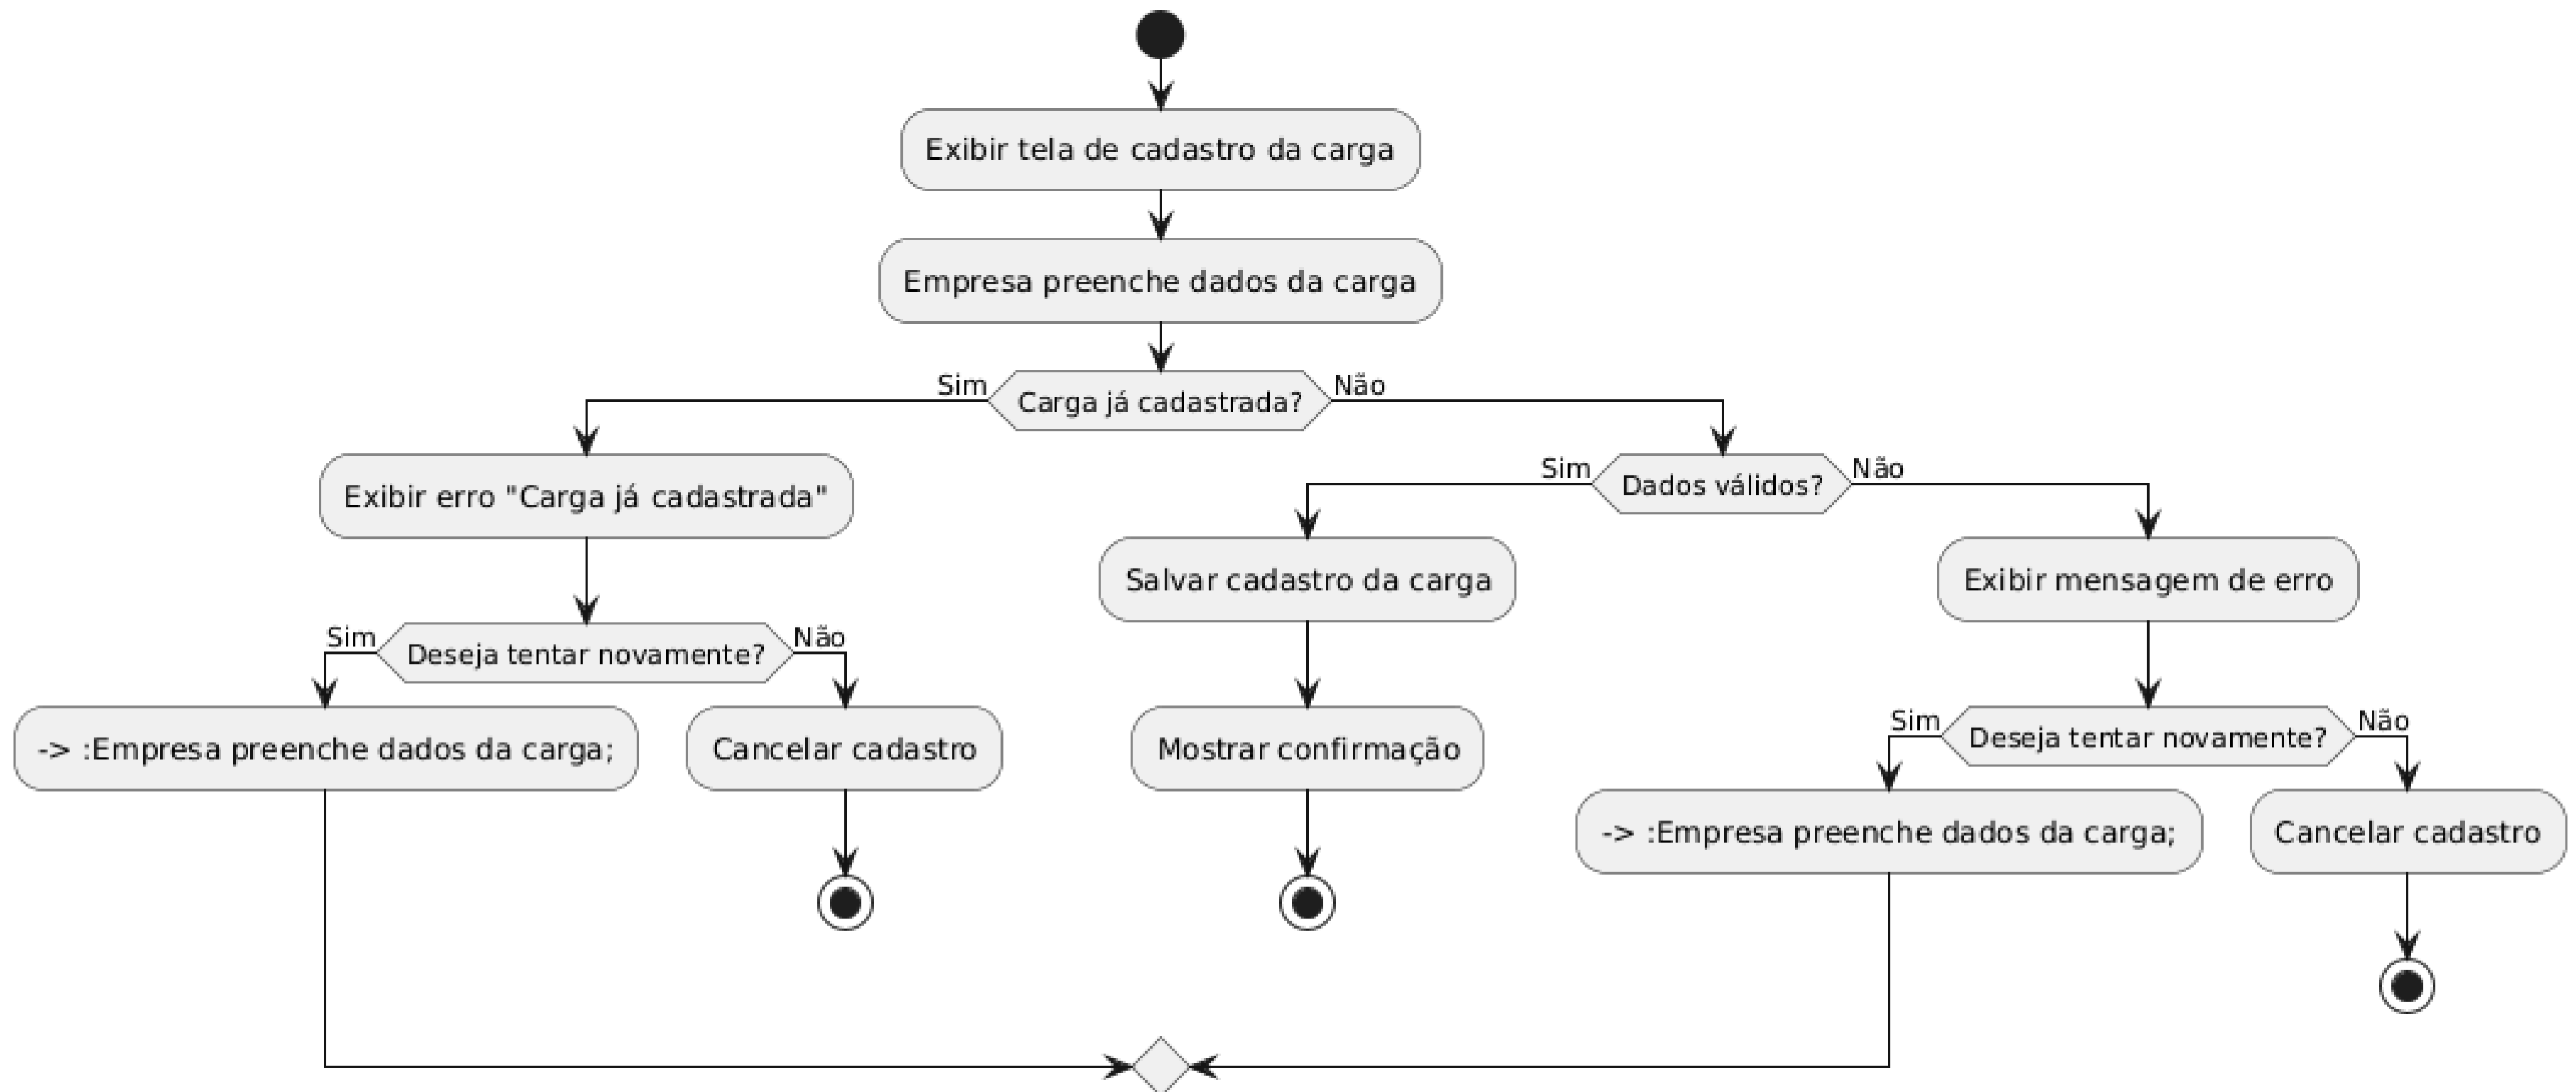 Exibir tela de cadastro da carga
Empresa preenche dados da carga
Sim
Carga já cadastrada?
Não
Exibir erro "Carga já cadastrada"
Sim
Dados válidos?
Não
Salvar cadastro da carga
Exibir mensagem de erro
Sim
Deseja tentar novamente?
Não
-> :Empresa preenche dados da carga;
Cancelar cadastro
Mostrar confirmação
Sim
Deseja tentar novamente?
Não
-> :Empresa preenche dados da carga;
Cancelar cadastro